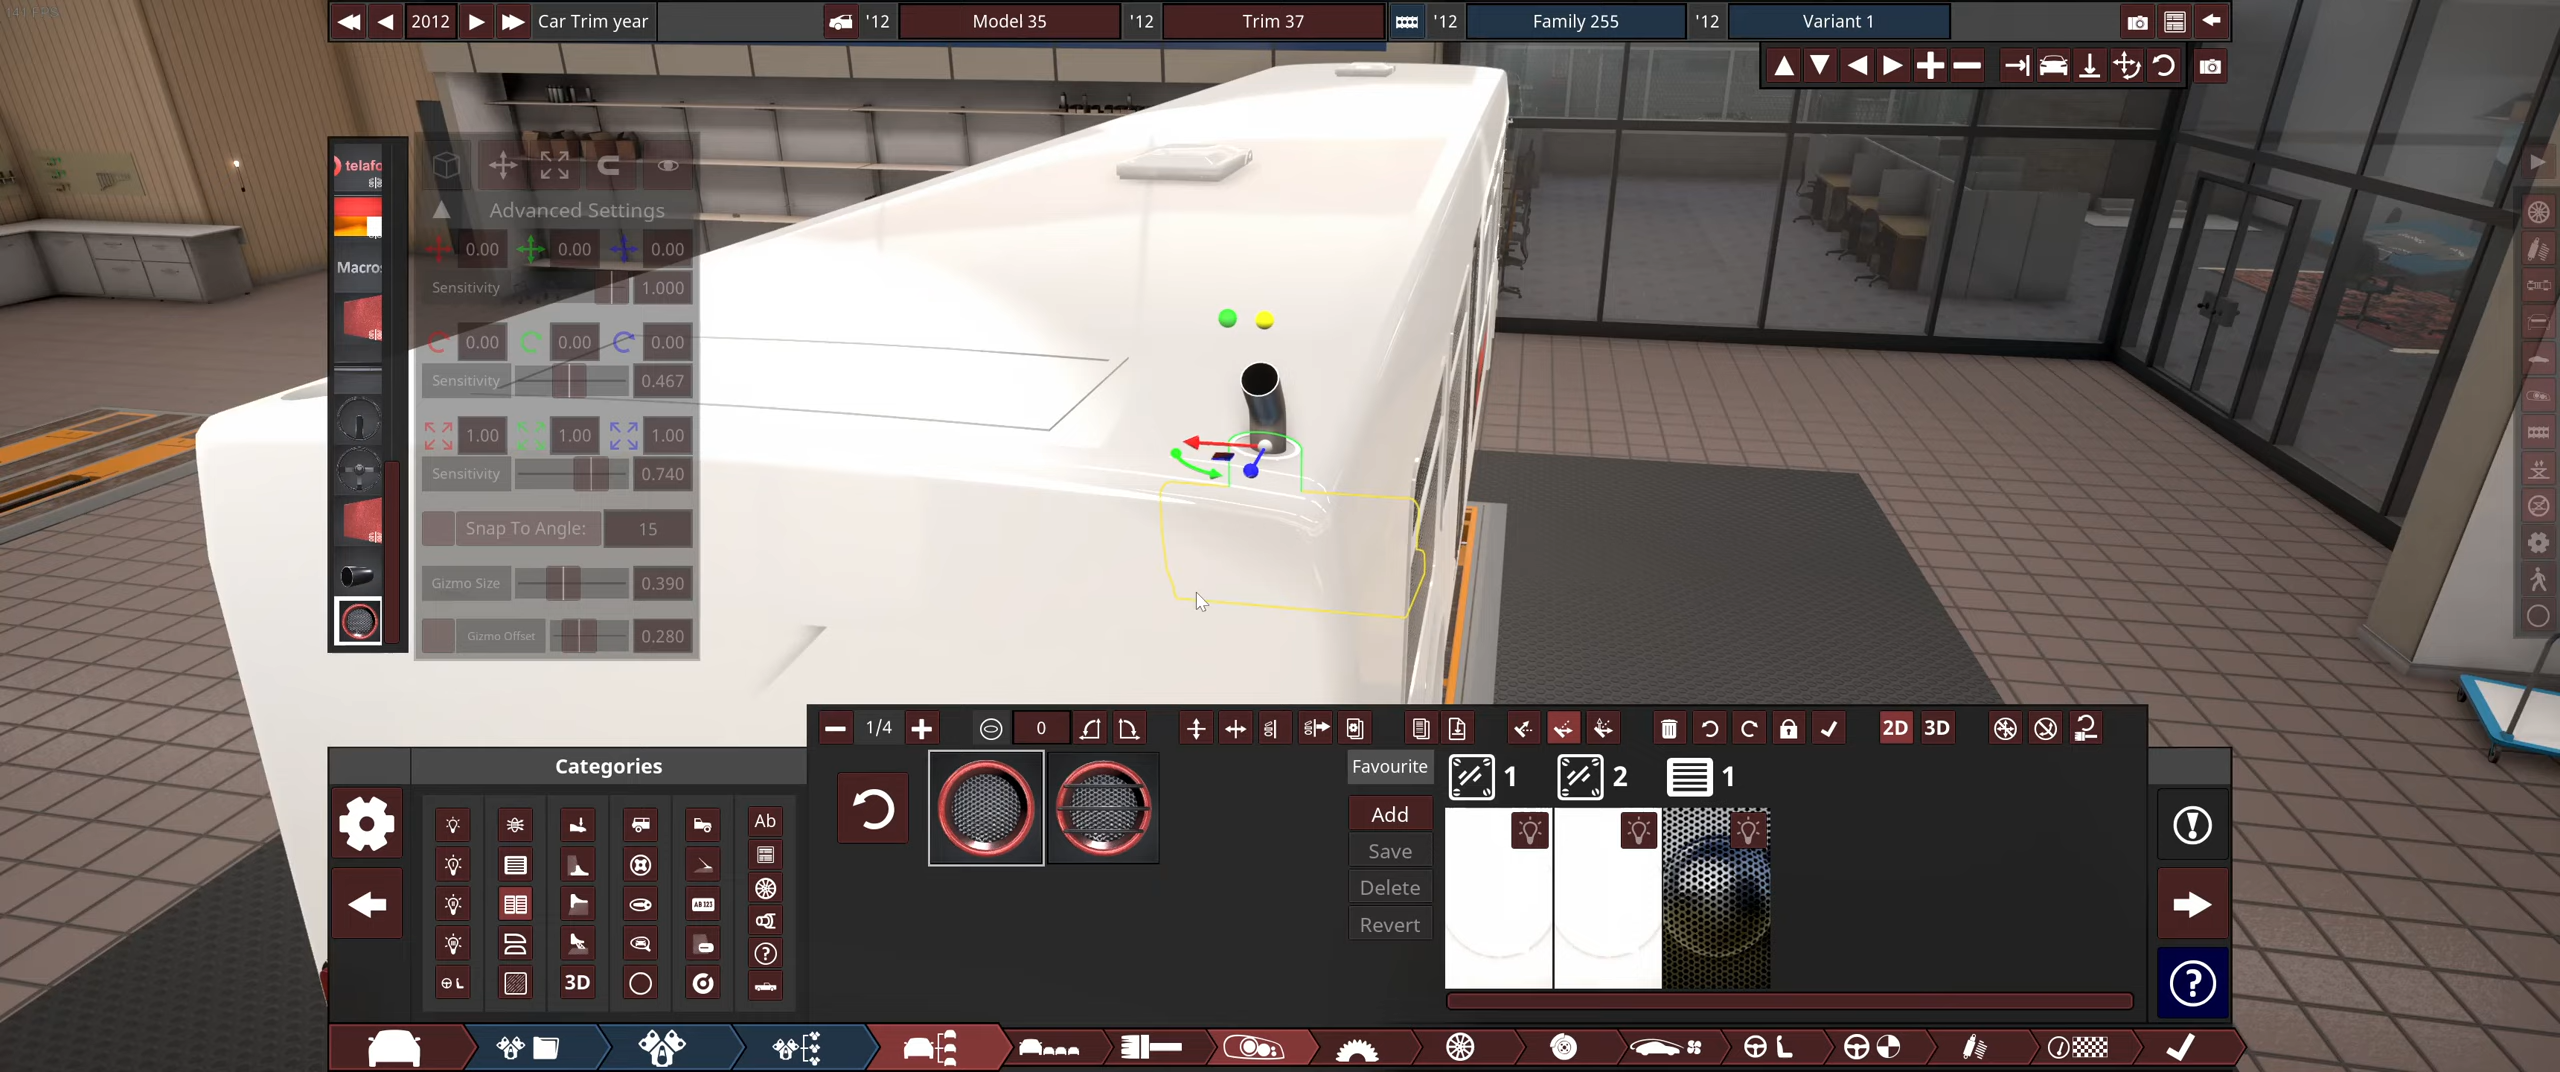 2012
Car Trim year
'12
Model 35
'12
Trim 37
'12
Family 255
'12
Variant 1
telafo
Macro
Advanced Settings
0.00
0.00
0.00
Sensitivity
1.000
0.00
0.00
0.00
Sensitivity
0.467
1.00
1.00
1.00
Sensitivity
0.740
Snap To Angle:
15
Gizmo Size
0.390
Gizmo Offset
0.280
1/4
0
2D
3D
Categories
Ab
AB 123
3D
Favourite
Add
Save
Delete
Revert
1
2
1